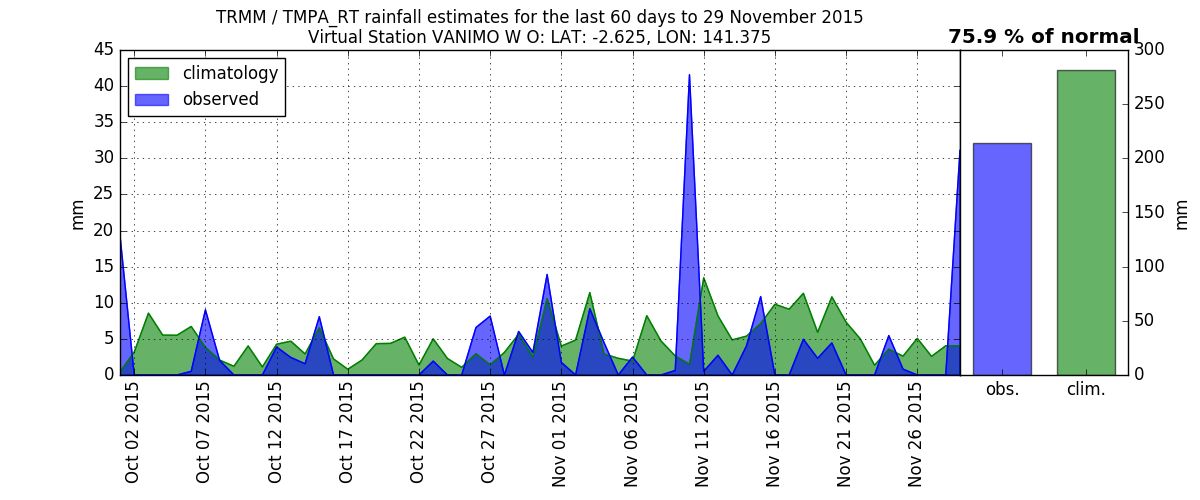 TRMM / TMPA_RT rainfall estimates for the last 60 days to 29 November 2015
Virtual Station VANIMO W O: LAT: -2.625, LON: 141.375
75.9 % of normal
climatology
observed
mm
45
40
35
30
25
20
15
10
5
0
Oct 02 2015
Oct 07 2015
Oct 12 2015
Oct 17 2015
Oct 22 2015
Oct 27 2015
Nov 01 2015
Nov 06 2015
Nov 11 2015
Nov 16 2015
Nov 21 2015
Nov 26 2015
obs.
clim.
300
250
200
150
100
50
0
mm